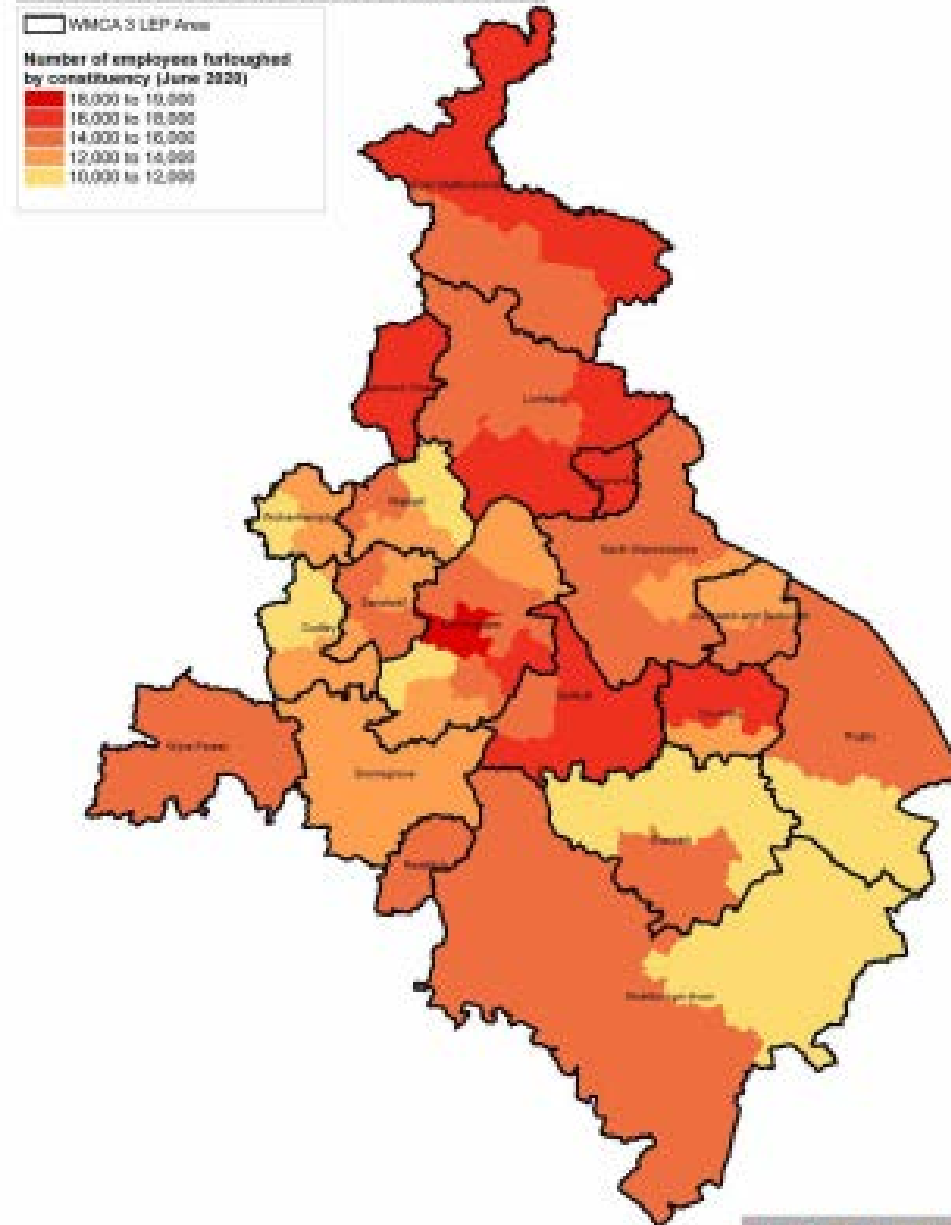 WMCA 3 LEP Area
Number of employees furloughed
by constituency (June 2020)
18,000 to 19,000
16,000 to 18,000
14,000 to 16,000
12,000 to 14,000
10,000 to 12,000
Lichfield
Walsall
Wolverhampton
North Warwickshire
Sandwell
Dudley
Nuneaton and Bedworth
Solihull
Coventry
Rugby
Wyre Forest
Bromsgrove
Warwick
Redditch
Stratford-on-Avon